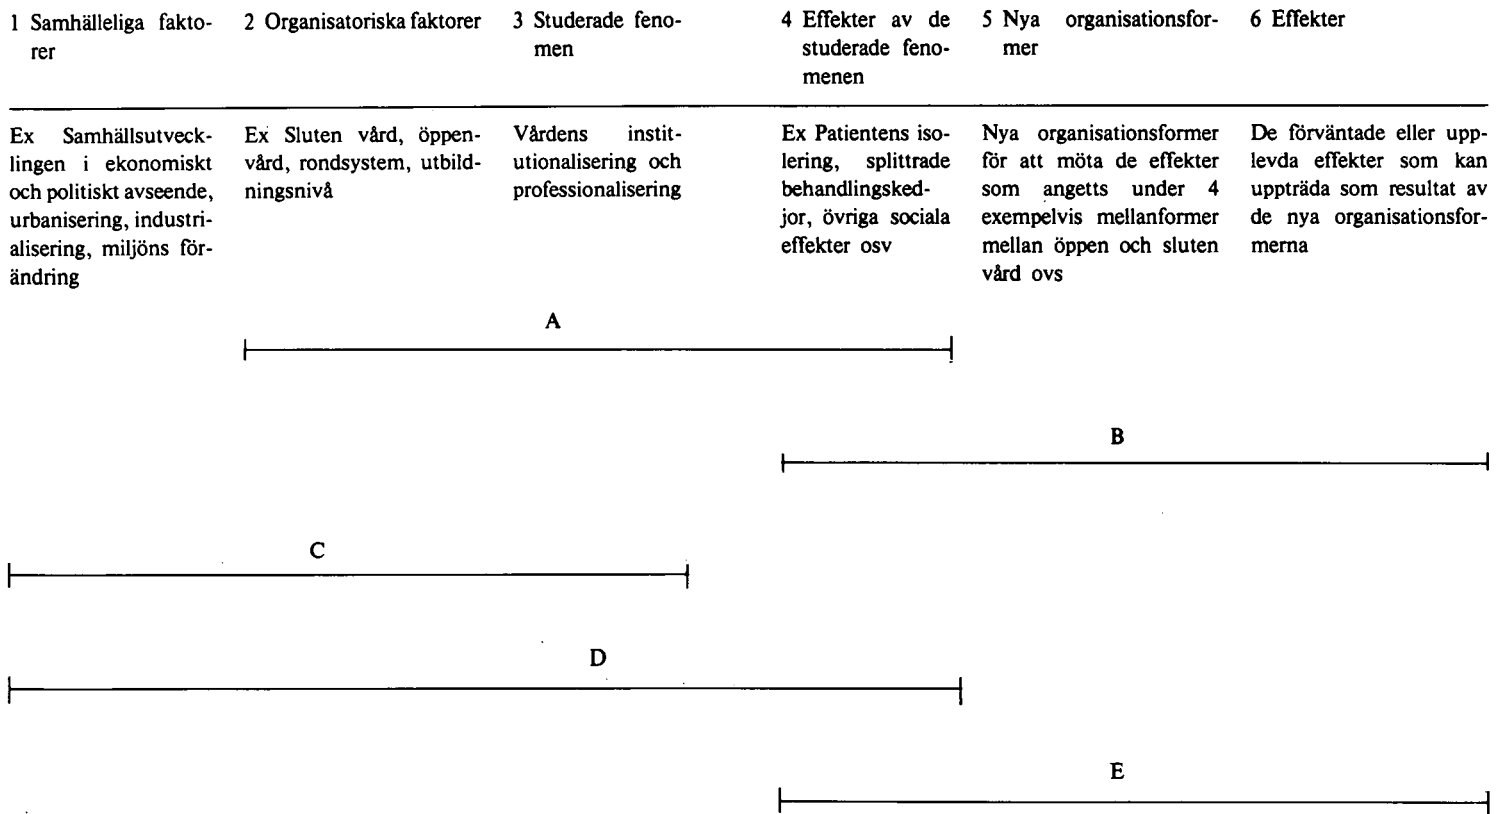 1 Samhälleliga fakto-
rer
2 Organisatoriska faktorer
3 Studerade feno-
men
4 Effekter av de
studerade feno-
menen
5 Nya organisationsfor-
mer
6 Effekter
Ex Samhällsutveck-
lingen i ekonomiskt
och politiskt avseende,
urbanisering, industri-
alisering, miljöns för-
ändring
Ex Sluten vård, öppen-
vård, rondsystem, utbild-
ningsnivå
Vårdens instit-
utionalisering och
professionalisering
Ex Patientens iso-
lering, splittrade
behandlingsked-
jor, övriga sociala
effekter osv
Nya organisationsformer
för att möta de effekter
som angetts under 4
exempelvis mellanformer
mellan öppen och sluten
vård ovs
De förväntade eller upp-
levda effekter som kan
uppträda som resultat av
de nya organisationsfor-
merna
A
B
C
D
E